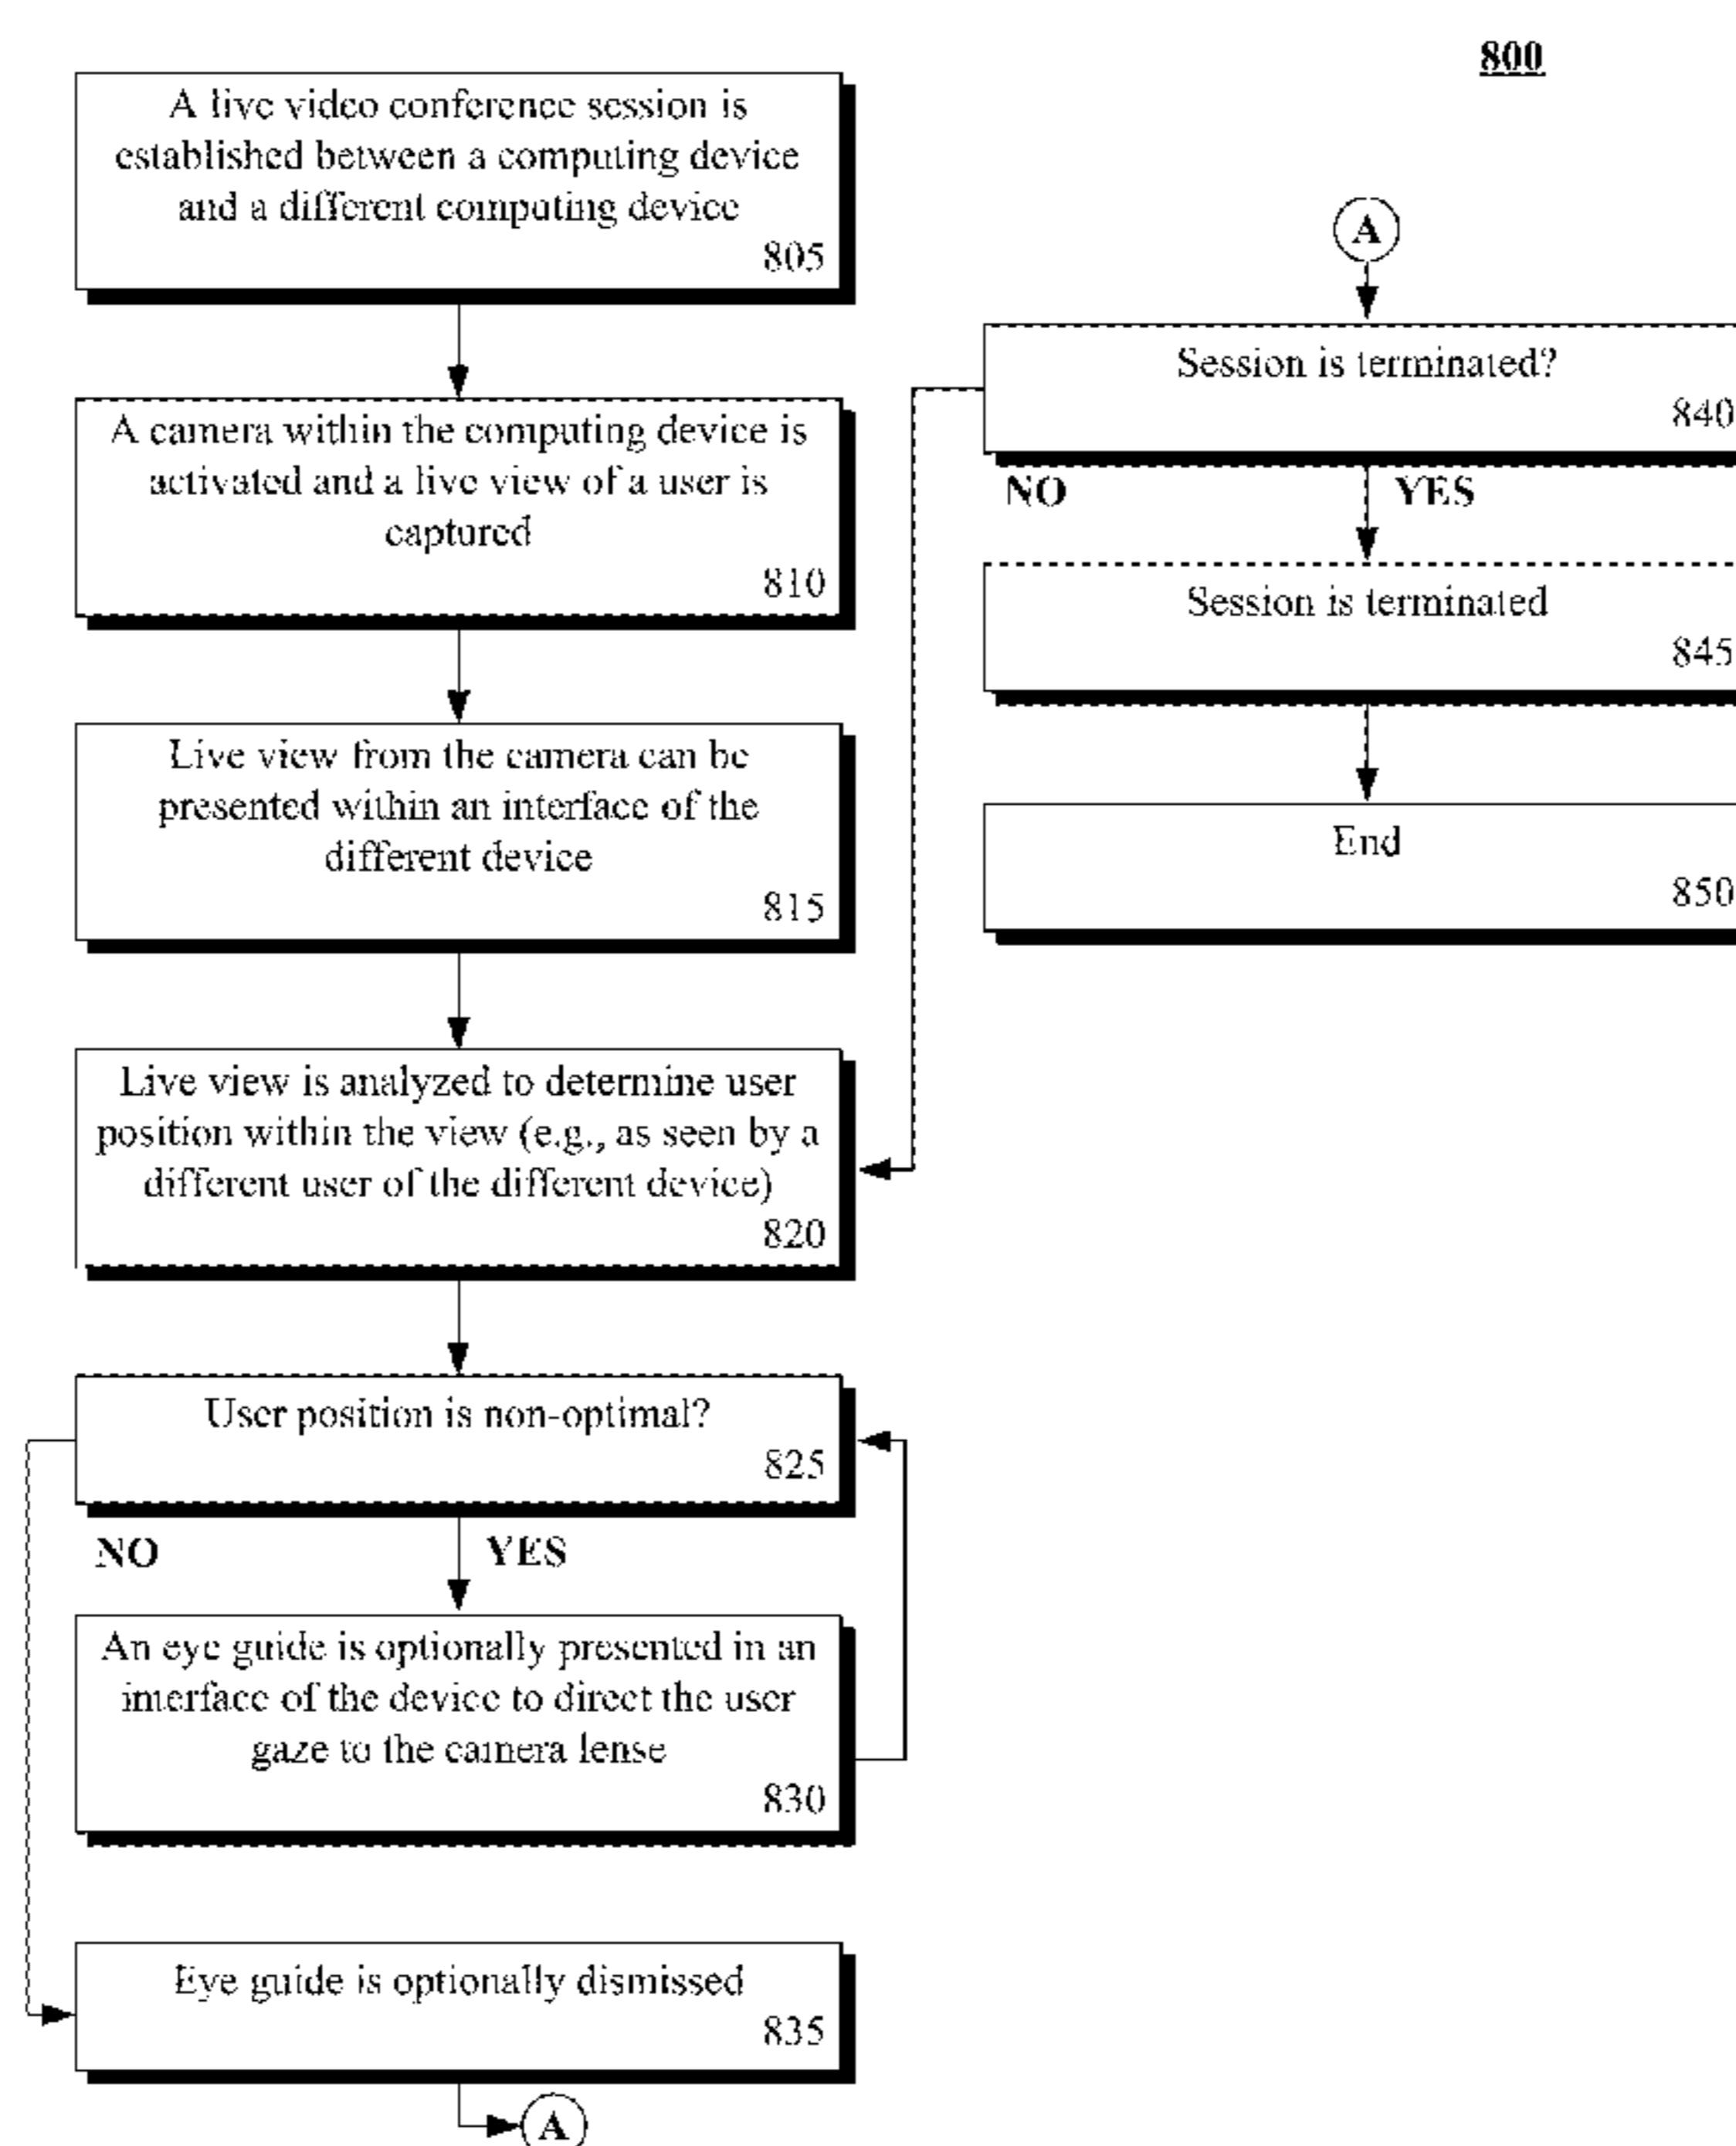 800
A live video conference session is
established between a computing device
and a different computing device
805
A camera within the computing device is
activated and a live view of a user is
captured
810
Live view from the camera can be
presented within an interface of the
different device
815
Live view is analyzed to determine user
position within the view (e.g., as seen by a
different user of the different device)
820
User position is non-optimal?
825
NO
YES
An eye guide is optionally presented in an
interface of the device to direct the user
gaze to the camera lense
830
Eye guide is optionally dismissed
835
A
A
Session is terminated?
840
NO
YES
Session is terminated
845
End
850